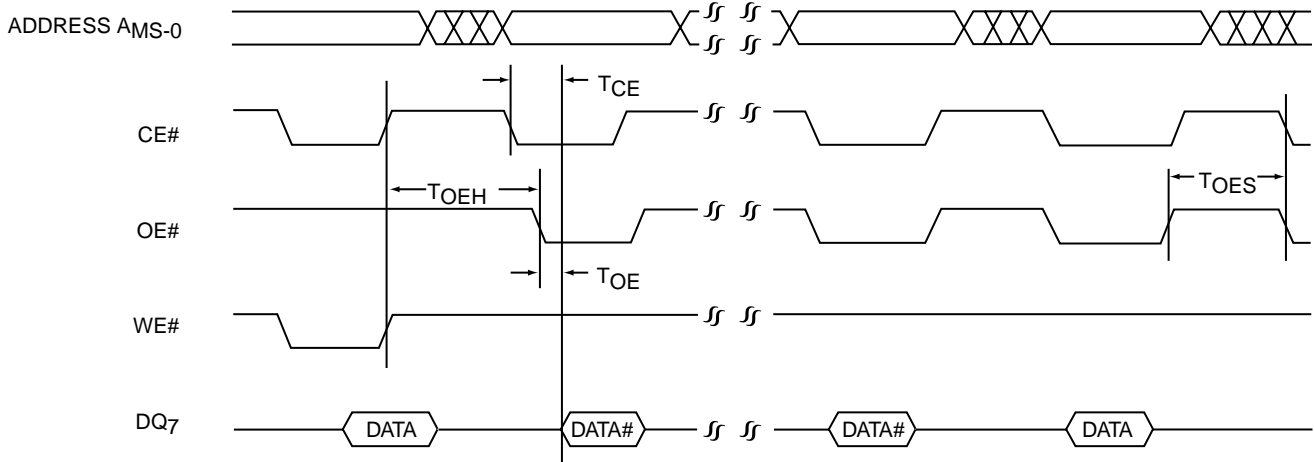 ADDRESS AMS-0
TCE
CE#
TOEH
TOES
OE#
TOE
WE#
DQ7
DATA
DATA#
DATA#
DATA